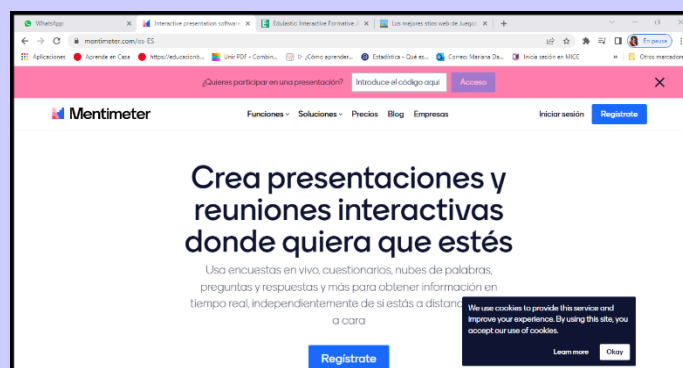 WhatsApp
Interactive presentation software
Edulastic: Interactive Formative A
Los mejores sitios web de Juego
mentimeter.com/es-ES
En pausa
Aplicaciones
Aprende en Casa
https://educacionb...
Unir PDF - Combin...
▷ ¿Cómo aprender...
Estadística - Qué es...
Correo: Mariana Da...
Inicia sesión en MICE
»
Otros marcadores
¿Quieres participar en una presentación?
Introduce el código aquí
Acceso
Mentimeter
Funciones
Soluciones
Precios
Blog
Empresas
Iniciar sesión
Regístrate
Crea presentaciones y
reuniones interactivas
donde quiera que estés
Usa encuestas en vivo, cuestionarios, nubes de palabras,
preguntas y respuestas y más para obtener información en
tiempo real, independientemente de si estás a distan
a cara
Regístrate
We use cookies to provide this service and
improve your experience. By using this site, you
accept our use of cookies.
Learn more
Okay